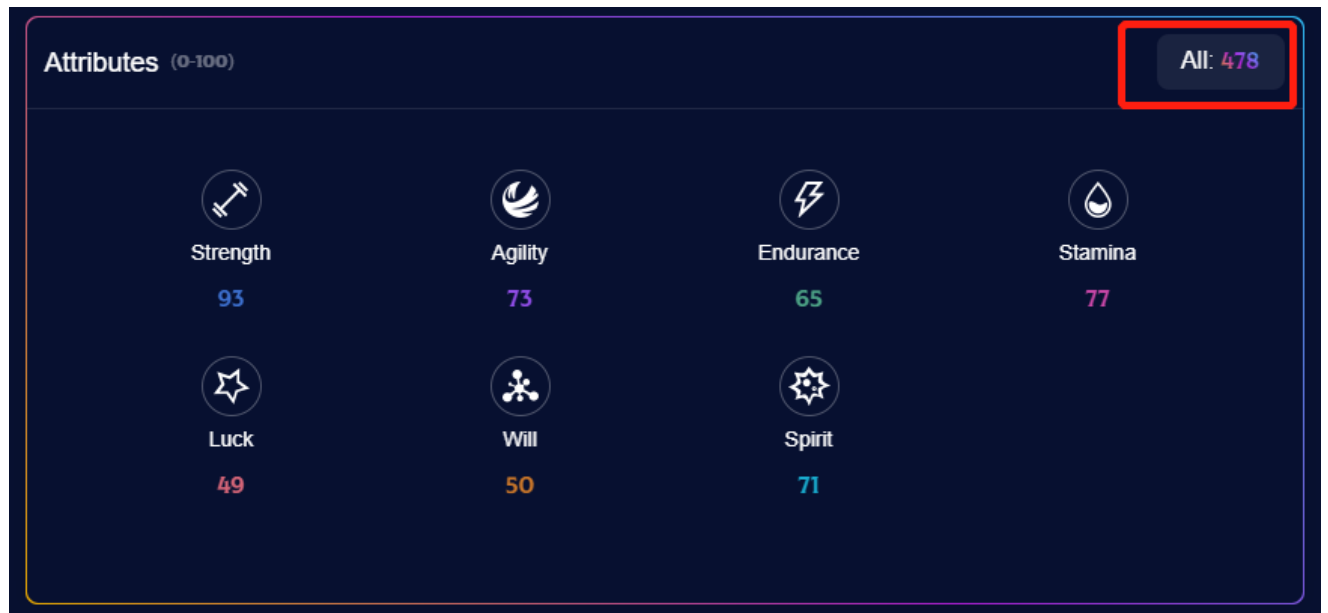 Attributes (0-100)
All: 478
Strength
Agility
Endurance
Stamina
93
73
65
77
Luck
Will
Spirit
49
50
71